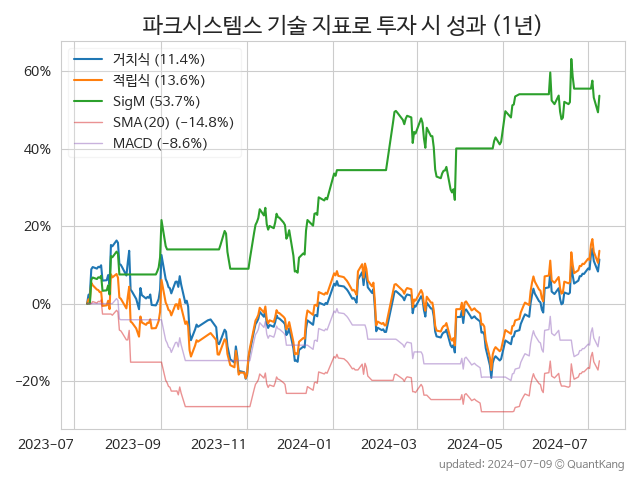 파크시스템스 기술 지표로 투자 시 성과 (1년)
거치식 (11.4%)
적립식 (13.6%)
SigM (53.7%)
SMA(20) (−14.8%)
MACD (−8.6%)
60%
40%
20%
0%
−20%
2023-07 2023-09 2023-11 2024-01 2024-03 2024-05 2024-07
updated: 2024-07-09 © QuantKang